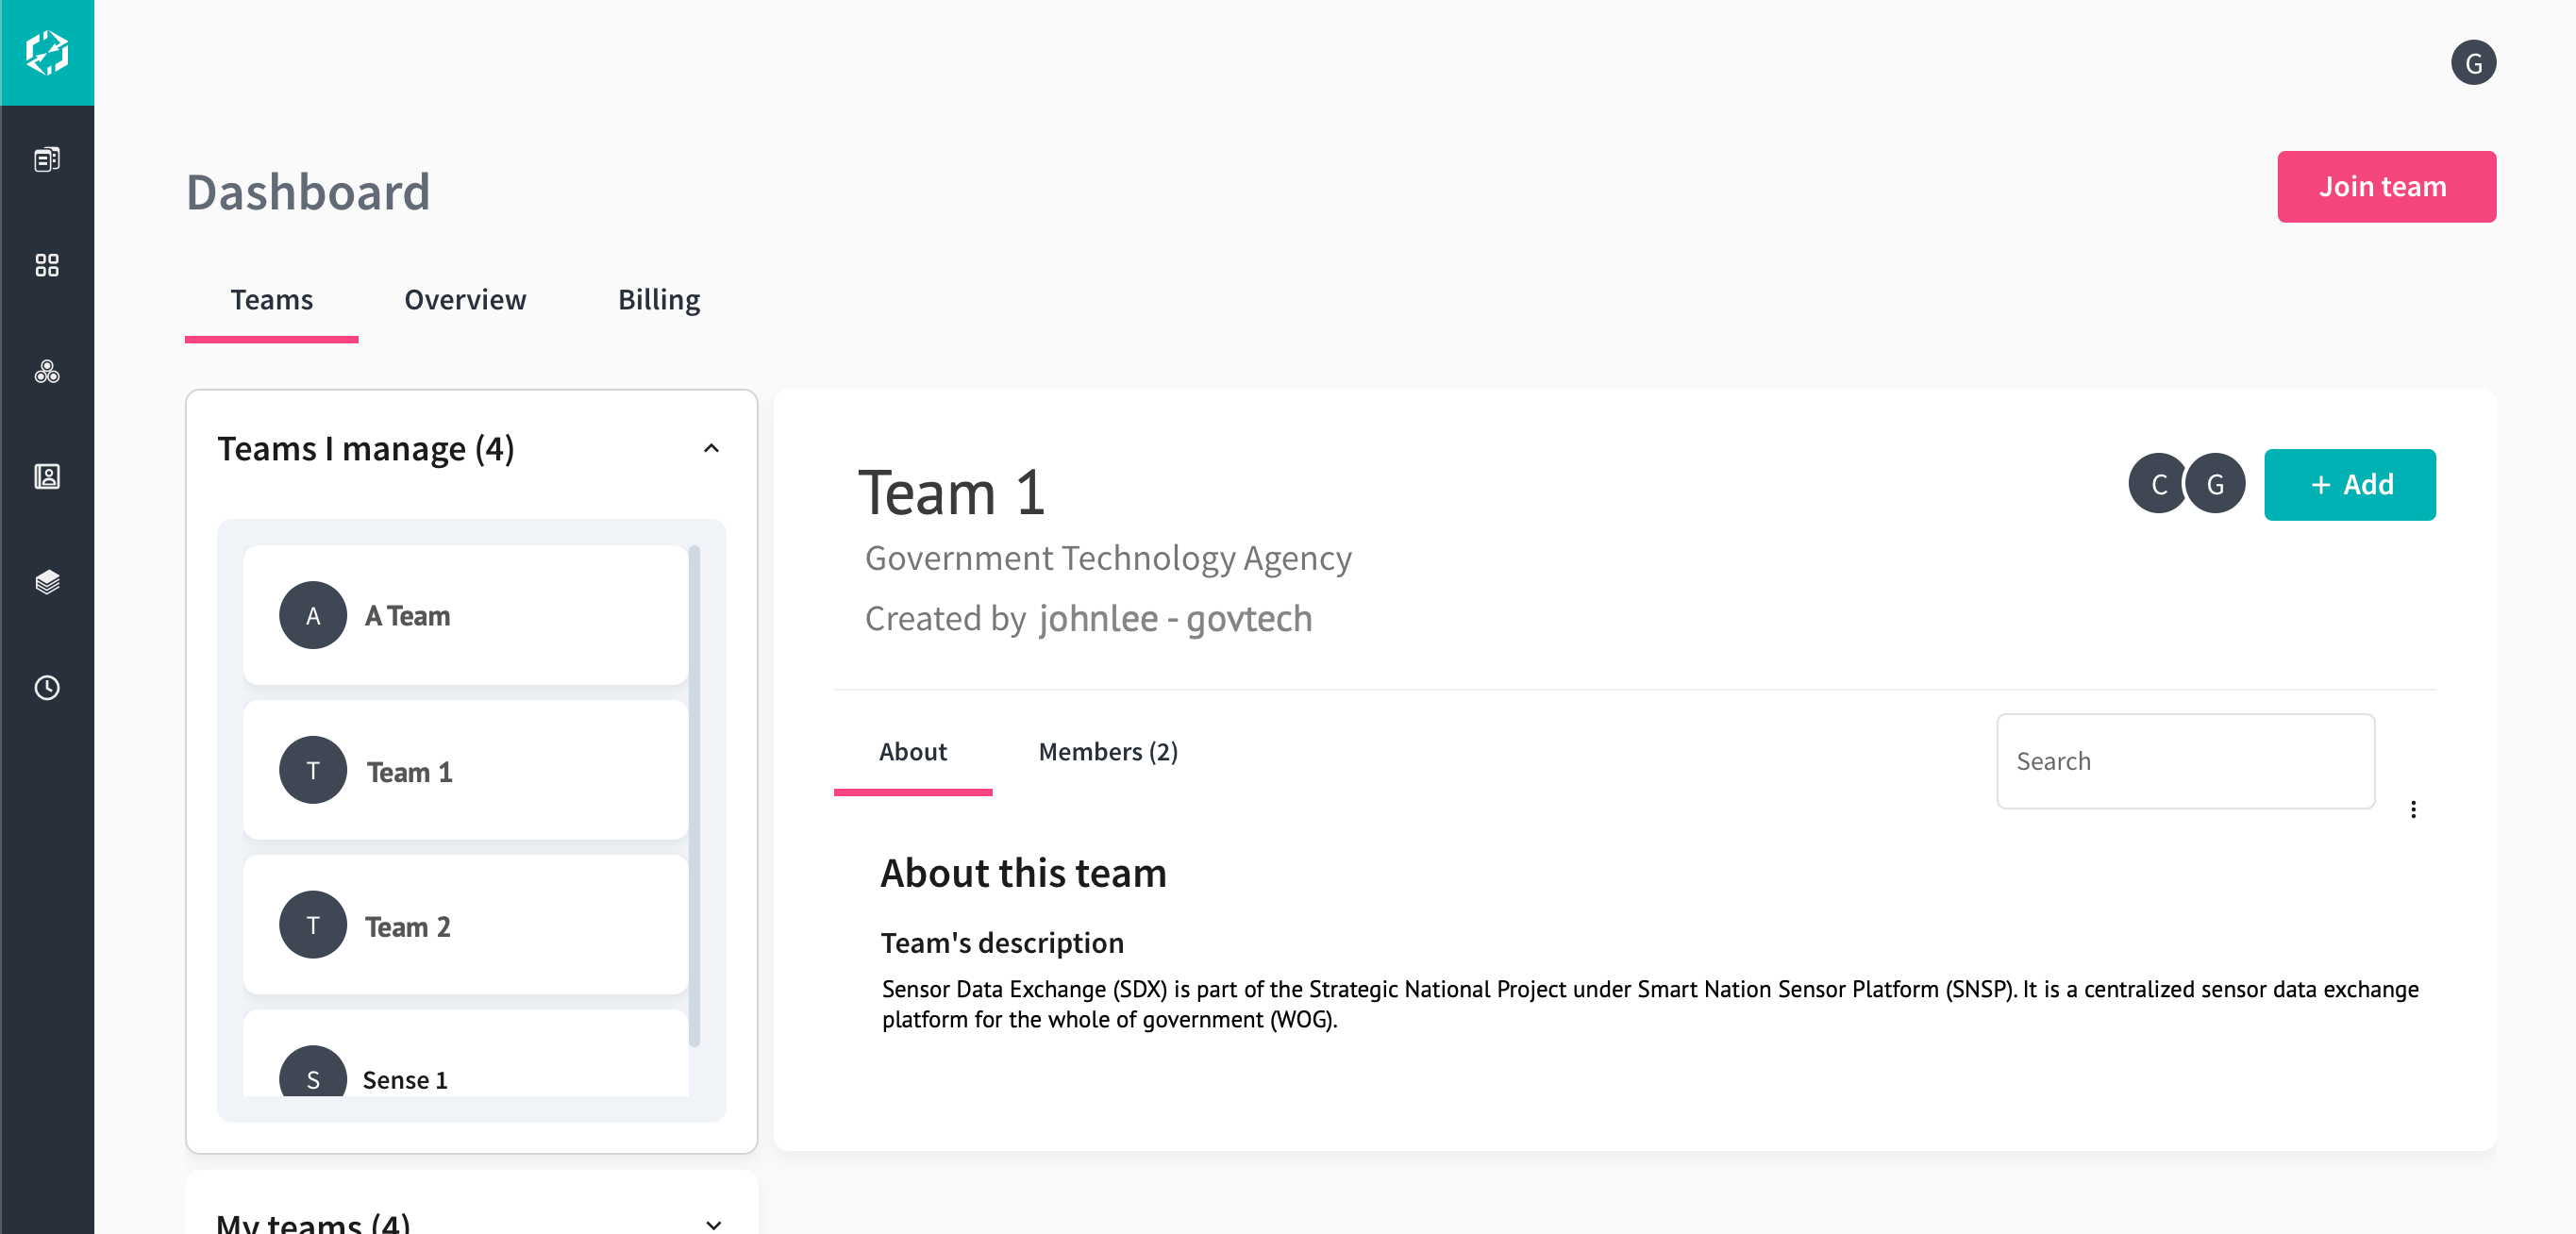 G
Dashboard
Join team
Teams
Overview
Billing
Teams I manage (4)
A
A Team
T
Team 1
T
Team 2
S
Sense 1
My teams (4)
Team 1
C
G
+ Add
Government Technology Agency
Created by johnlee - govtech
About
Members (2)
Search
About this team
Team's description
Sensor Data Exchange (SDX) is part of the Strategic National Project under Smart Nation Sensor Platform (SNSP). It is a centralized sensor data exchange
platform for the whole of government (WOG).